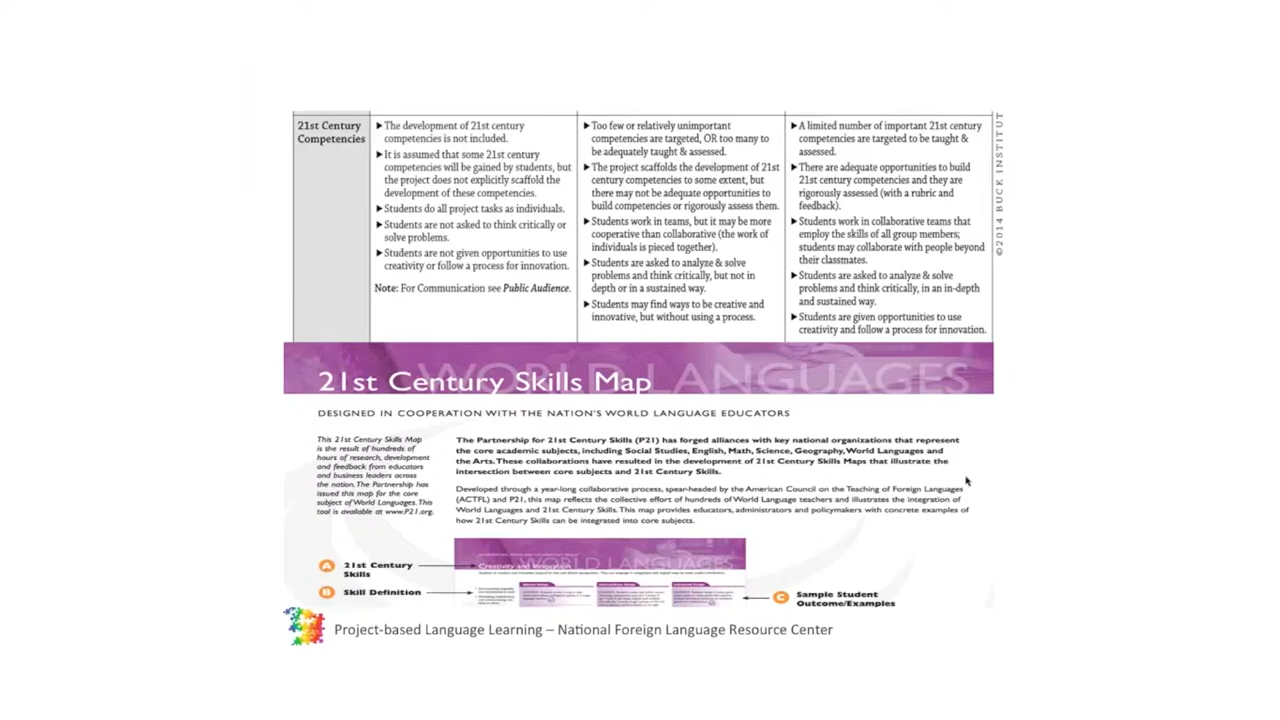 21st Century
Competencies
▶The development of 21st century
competencies is not included.
▶It is assumed that some 21st century
competencies will be gained by students, but
the project does not explicitly scaffold the
development of these competencies.
▶Students do all project tasks as individuals.
▶Students are not asked to think critically or
solve problems.
▶Students are not given opportunities to use
creativity or follow a process for innovation.
Note: For Communication see Public Audience.
▶Too few or relatively unimportant
competencies are targeted, OR too many to
be adequately taught & assessed.
▶The project scaffolds the development of 21st
century competencies to some extent, but
there may not be adequate opportunities to
build competencies or rigorously assess them.
▶Students work in teams, but it may be more
cooperative than collaborative (the work of
individuals is pieced together).
▶Students are asked to analyze & solve
problems and think critically, but not in
depth or in a sustained way.
▶Students may find ways to be creative and
innovative, but without using a process.
▶A limited number of important 21st century
competencies are targeted to be taught &
assessed.
▶There are adequate opportunities to build
21st century competencies and they are
rigorously assessed (with a rubric and
feedback).
▶Students work in collaborative teams that
employ the skills of all group members;
students may collaborate with people beyond
their classmates.
▶Students are asked to analyze & solve
problems and think critically, in an in-depth
and sustained way.
▶Students are given opportunities to use
creativity and follow a process for innovation.
©2014 BUCK INSTITUT
WORLD LANGUAGES
21st Century Skills Map
DESIGNED IN COOPERATION WITH THE NATION'S WORLD LANGUAGE EDUCATORS
This 21st Century Skills Map
is the result of hundreds of
hours of research, development
and feedback from educators
and business leaders across
the nation. The Partnership has
issued this map for the core
subject of World Languages. This
tool is available at www.P21.org.
The Partnership for 21st Century Skills (P21) has forged alliances with key national organizations that represent
the core academic subjects, including Social Studies, English, Math, Science, Geography, World Languages and
the Arts. These collaborations have resulted in the development of 21st Century Skills Maps that illustrate the
intersection between core subjects and 21st Century Skills.
Developed through a year-long collaborative process, spear-headed by the American Council on the Teaching of Foreign Languages
(ACTFL) and P21, this map reflects the collective effort of hundreds of World Language teachers and illustrates the integration of
World Languages and 21st Century Skills. This map provides educators, administrators and policymakers with concrete examples of
how 21st Century Skills can be integrated into core subjects.
A 21st Century
Skills
B Skill Definition
WORLD LANGUAGES
Creativity and Innovation
C Sample Student
Outcome/Examples
Project-based Language Learning – National Foreign Language Resource Center